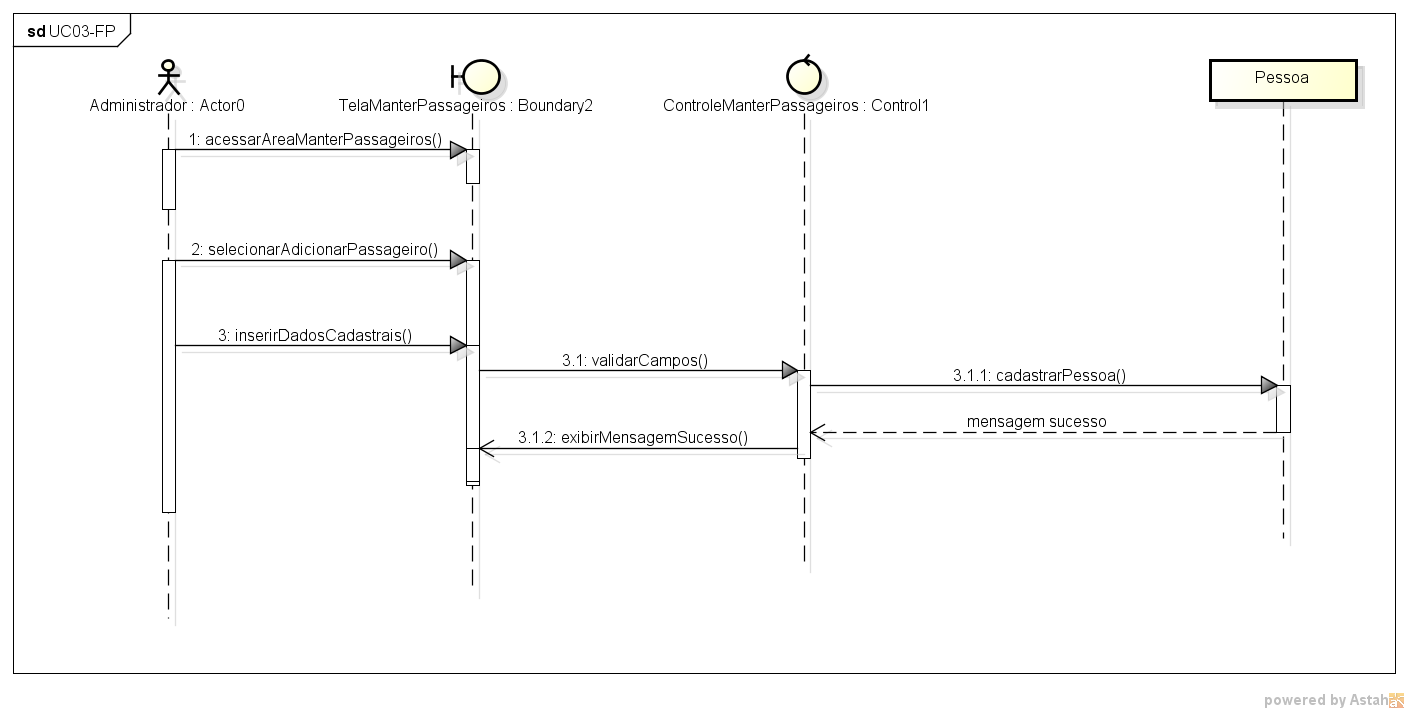 sd UC03-FP
Administrador : Actor0
TelaManterPassageiros : Boundary2
ControleManterPassageiros : Control1
Pessoa
1: acessarAreaManterPassageiros()
2: selecionarAdicionarPassageiro()
3: inserirDadosCadastrais()
3.1: validarCampos()
3.1.1: cadastrarPessoa()
mensagem sucesso
3.1.2: exibirMensagemSucesso()
powered by Astah